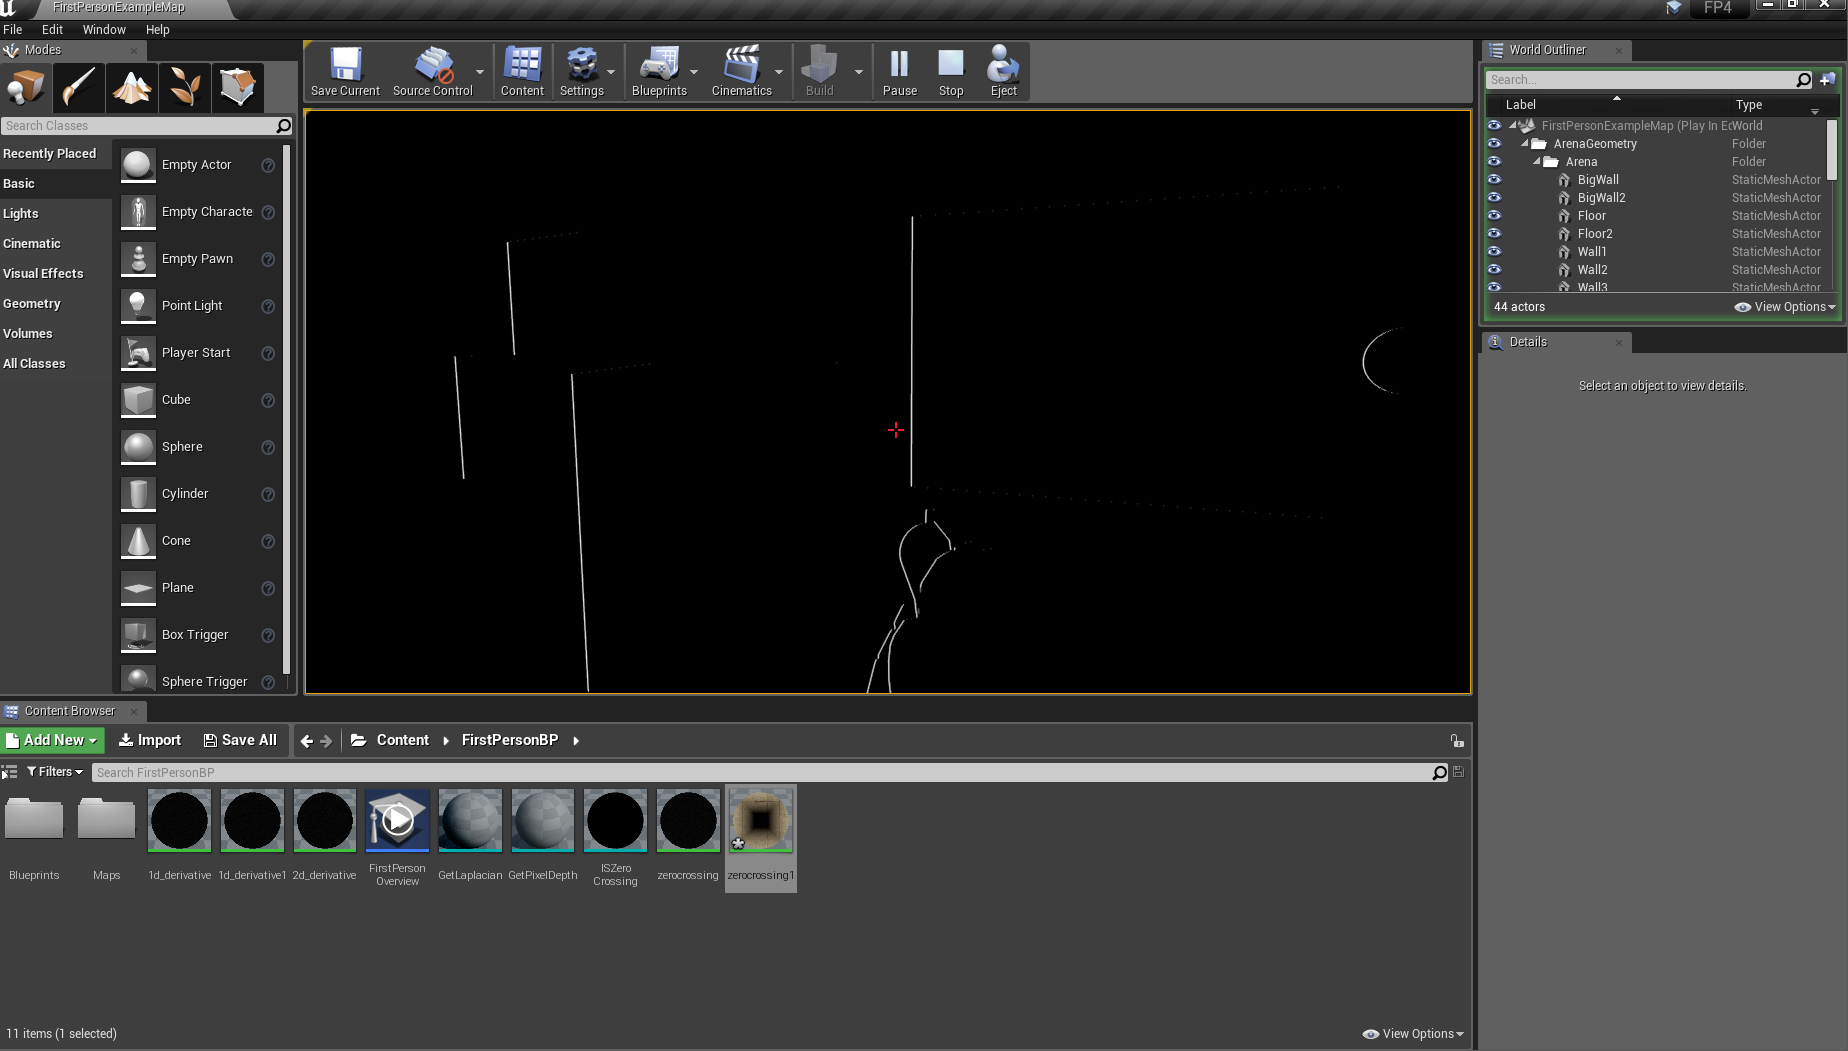 FirstPersonExampleMap
FP4
File Edit Window Help
Modes
Save Current
Source Control
Content
Settings
Blueprints
Cinematics
Build
Pause
Stop
Eject
World Outliner
Search...
Label Type
FirstPersonExampleMap (Play In Ec World
ArenaGeometry Folder
Arena Folder
BigWall StaticMeshActor
BigWall2 StaticMeshActor
Floor StaticMeshActor
Floor2 StaticMeshActor
Wall1 StaticMeshActor
Wall2 StaticMeshActor
Wall3 StaticMeshActor
44 actors View Options
Details
Select an object to view details.
Search Classes
Recently Placed
Basic
Lights
Cinematic
Visual Effects
Geometry
Volumes
All Classes
Empty Actor
Empty Characte
Empty Pawn
Point Light
Player Start
Cube
Sphere
Cylinder
Cone
Plane
Box Trigger
Sphere Trigger
Content Browser
Add New Import Save All Content FirstPersonBP
Filters Search FirstPersonBP
Blueprints
Maps
1d_derivative
1d_derivative1
2d_derivative
FirstPerson
Overview
GetLaplacian
GetPixelDepth
ISZero
Crossing
zerocrossing
zerocrossing1
11 items (1 selected) View Options